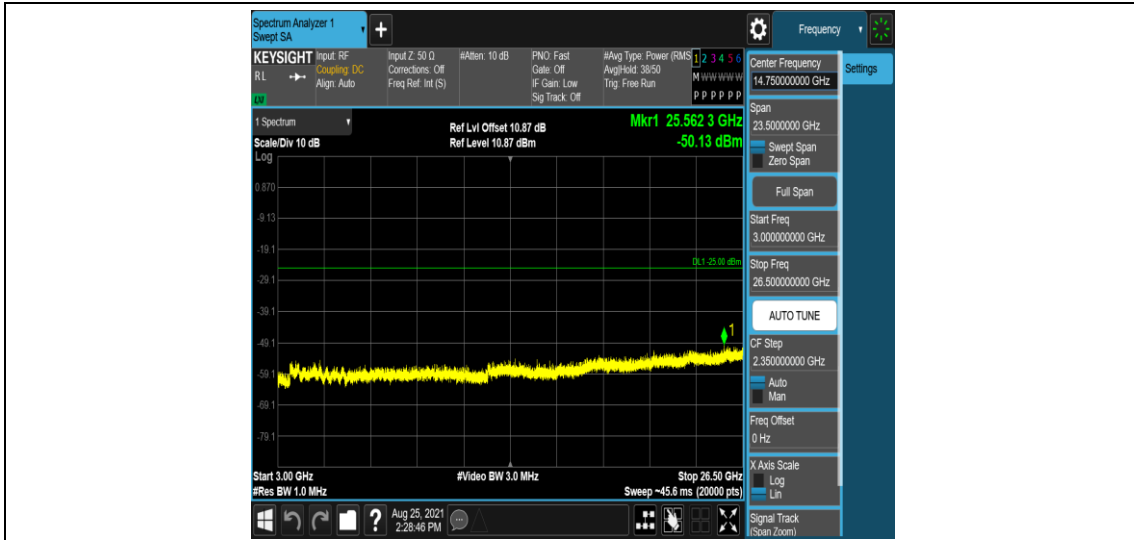 Spectrum Analyzer 1
Swept SA
Frequency
KEYSIGHT
RL
Input: RF
Coupling: DC
Align: Auto
Input Z: 50 Ω
Corrections: Off
Freq Ref: Int (S)
#Atten: 10 dB
PNO: Fast
Gate: Off
IF Gain: Low
Sig Track: Off
#Avg Type: Power (RMS
Avg|Hold: 38/50
Trig: Free Run
1 2 3 4 5 6
M W W W W W
P P P P P P
Center Frequency
14.750000000 GHz
Settings
Span
23.5000000 GHz
Swept Span
Zero Span
Full Span
Start Freq
3.000000000 GHz
Stop Freq
26.500000000 GHz
AUTO TUNE
CF Step
2.350000000 GHz
Auto
Man
Freq Offset
0 Hz
X Axis Scale
Log
Lin
Signal Track
(Span Zoom)
1 Spectrum
Scale/Div 10 dB
Log
Ref Lvl Offset 10.87 dB
Ref Level 10.87 dBm
Mkr1 25.562 3 GHz
-50.13 dBm
0.870
-9.13
-19.1
DL1 -25.00 dBm
-29.1
-39.1
1
-49.1
-59.1
-69.1
-79.1
Start 3.00 GHz
#Video BW 3.0 MHz
Stop 26.50 GHz
#Res BW 1.0 MHz
Sweep ~45.6 ms (20000 pts)
?
Aug 25, 2021
2:28:46 PM